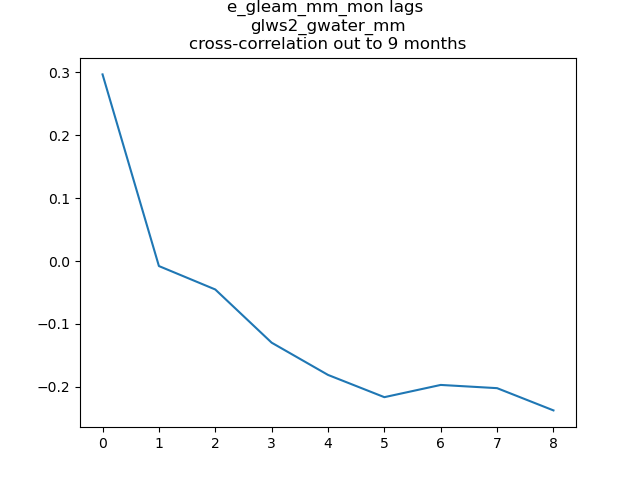 e_gleam_mm_mon lags
glws2_gwater_mm
cross-correlation out to 9 months
0.3
0.2
0.1
0.0
−0.1
−0.2
0 1 2 3 4 5 6 7 8